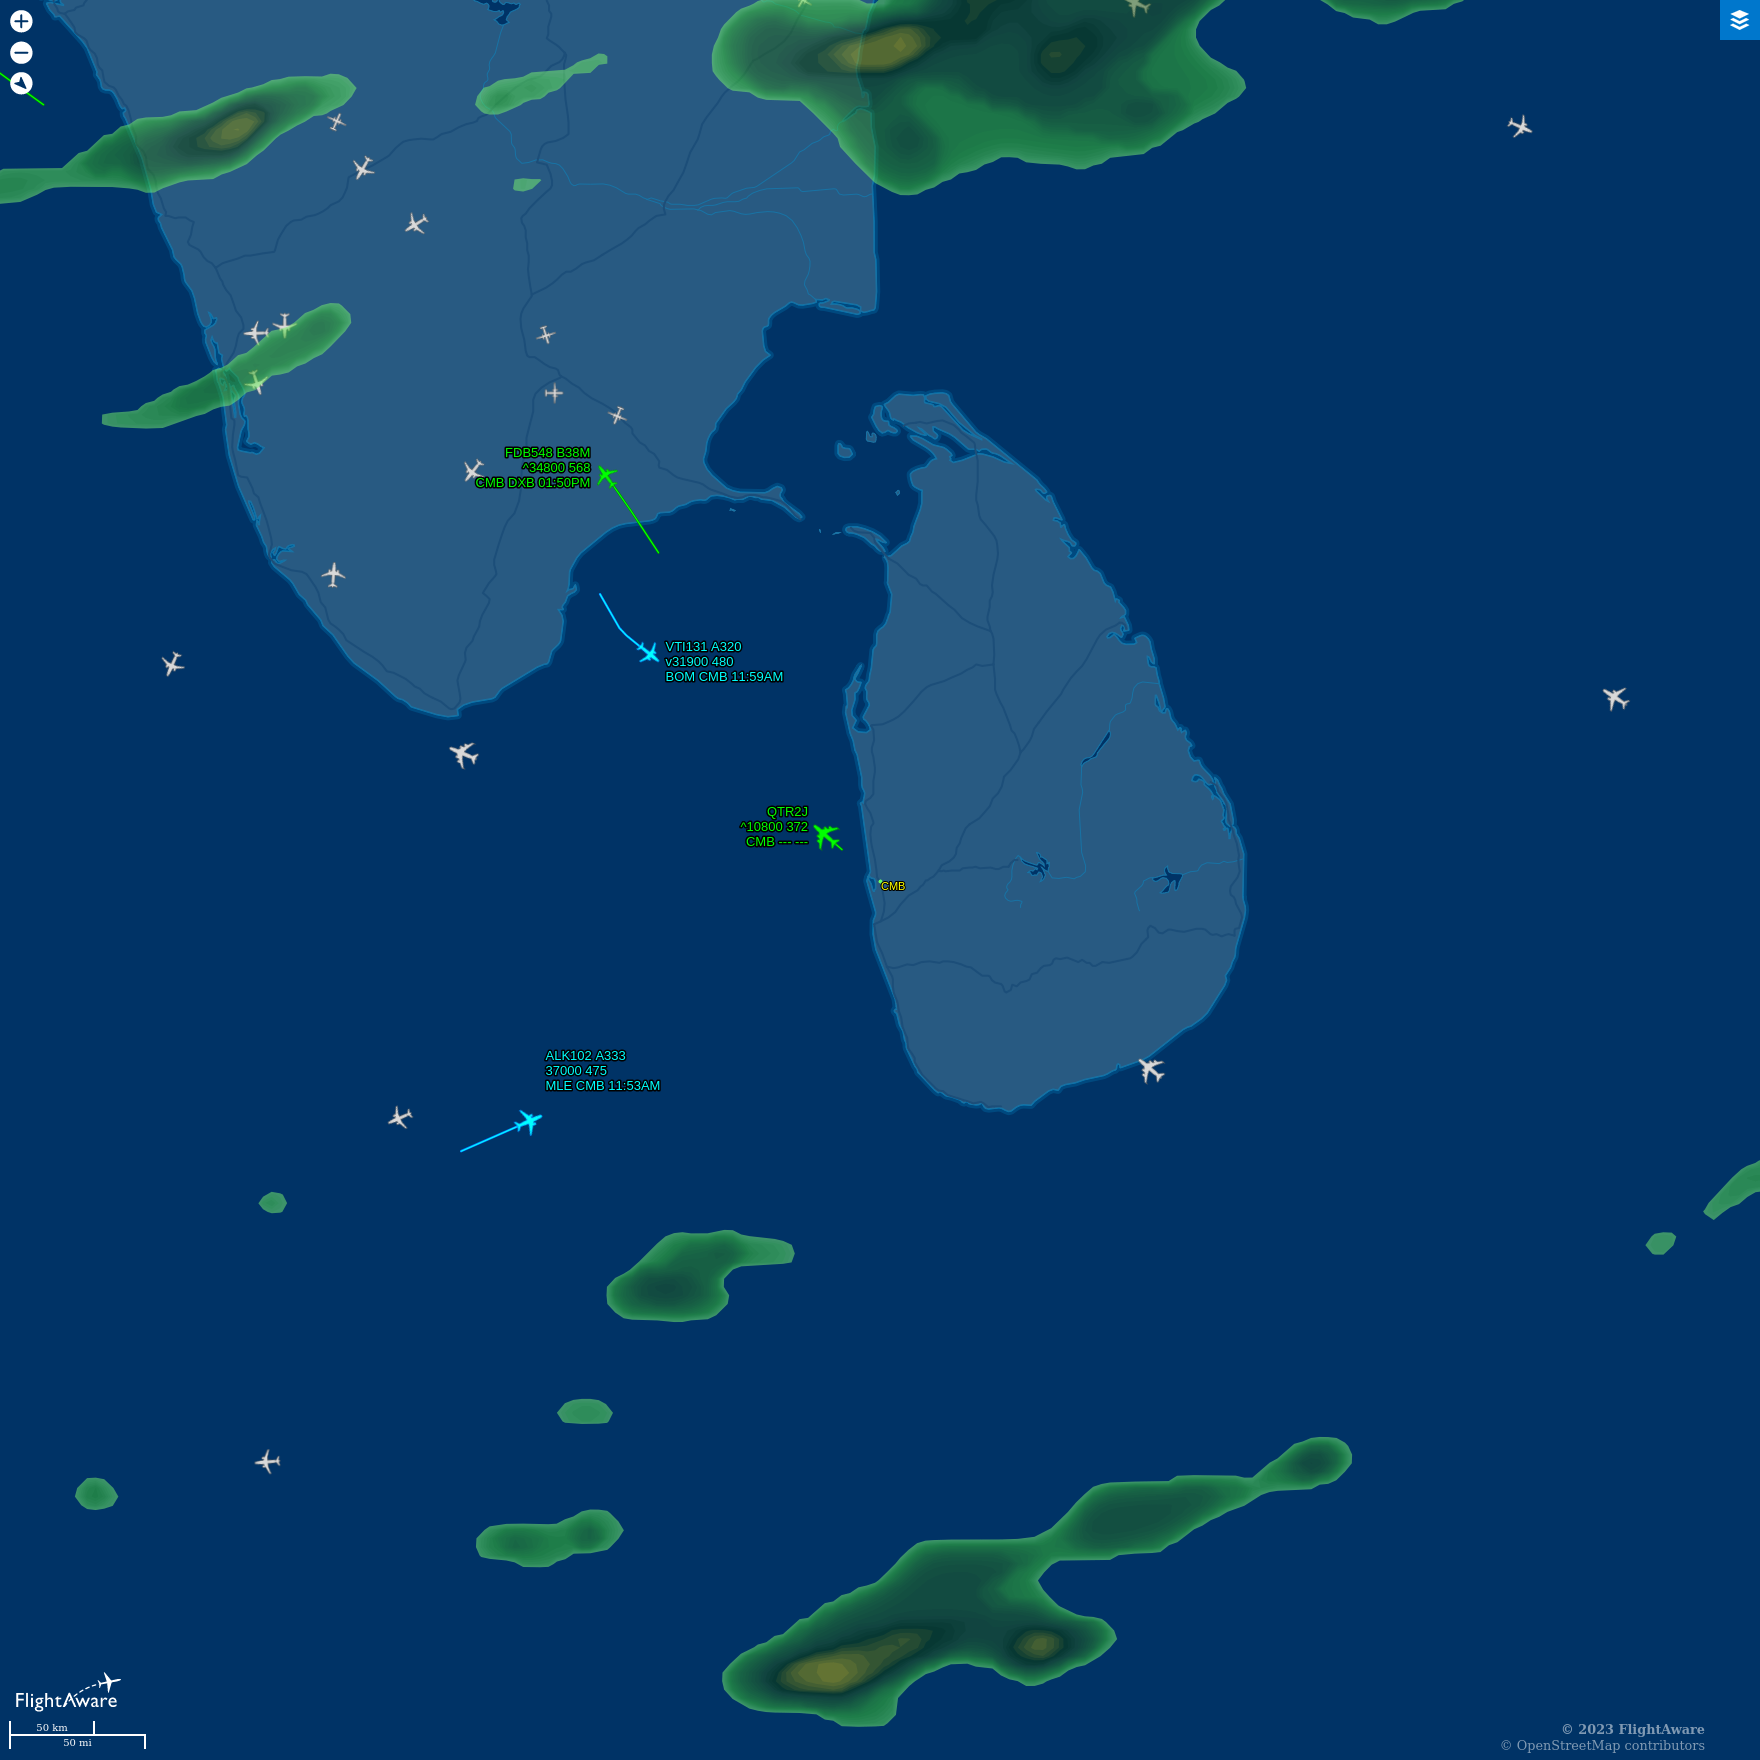 FDB548 B38M
^34800 568
CMB DXB 01:50PM
VTI131 A320
v31900 480
BOM CMB 11:59AM
QTR2J
^10800 372
CMB --- ---
CMB
ALK102 A333
37000 475
MLE CMB 11:53AM
FlightAware
50 km
50 mi
© 2023 FlightAware
© OpenStreetMap contributors